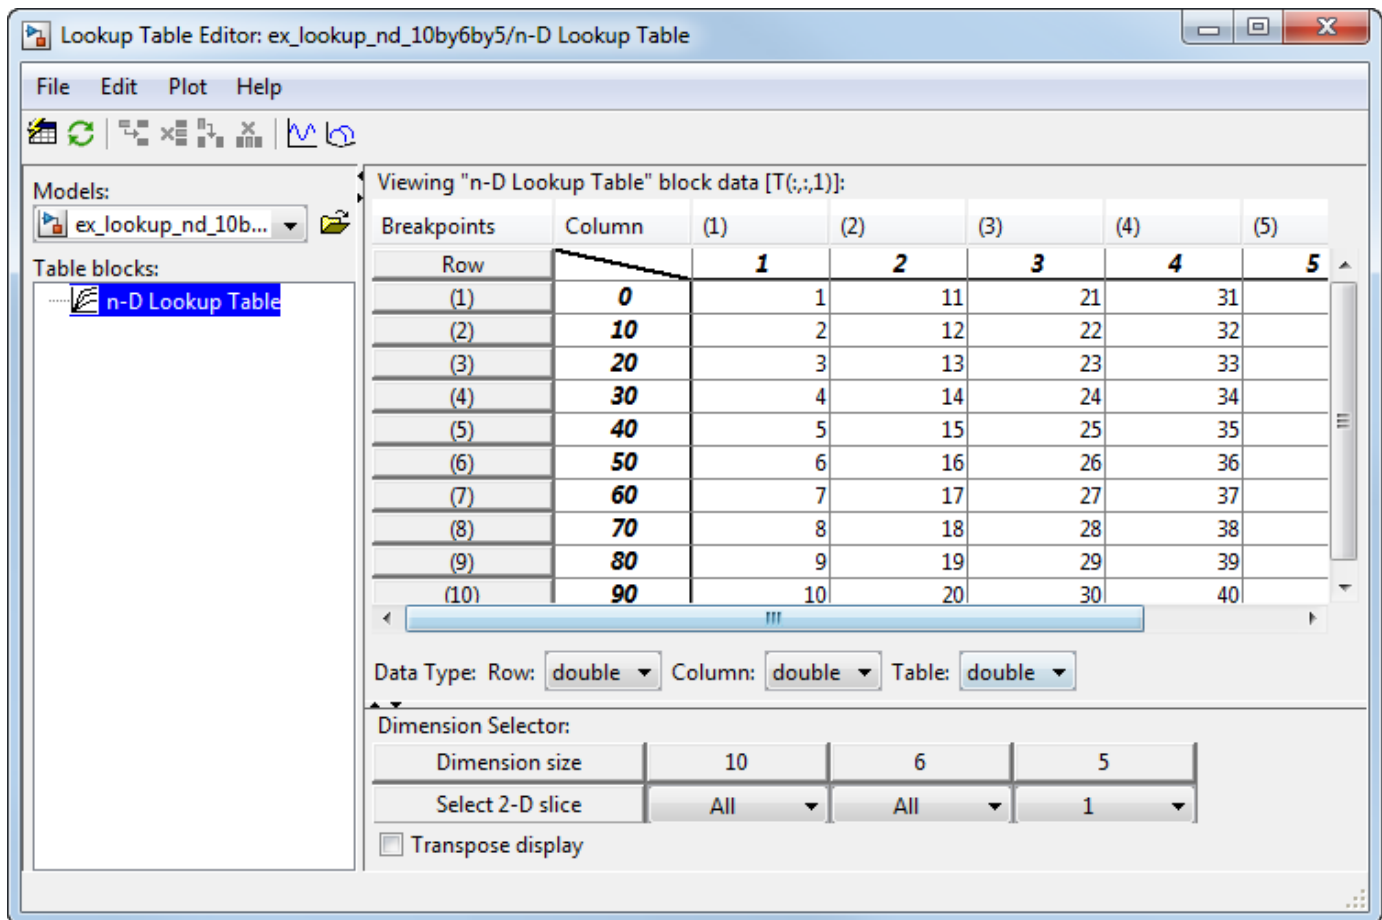 Lookup Table Editor: ex_lookup_nd_10by6by5/n-D Lookup Table
File Edit Plot Help
Models:
ex_lookup_nd_10b...
Table blocks:
n-D Lookup Table
Viewing "n-D Lookup Table" block data [T(:,:,1)]:
Breakpoints Column (1) (2) (3) (4) (5)
Row 1 2 3 4 5
(1) 0 1 11 21 31
(2) 10 2 12 22 32
(3) 20 3 13 23 33
(4) 30 4 14 24 34
(5) 40 5 15 25 35
(6) 50 6 16 26 36
(7) 60 7 17 27 37
(8) 70 8 18 28 38
(9) 80 9 19 29 39
(10) 90 10 20 30 40
Data Type: Row: double Column: double Table: double
Dimension Selector:
Dimension size 10 6 5
Select 2-D slice All All 1
Transpose display